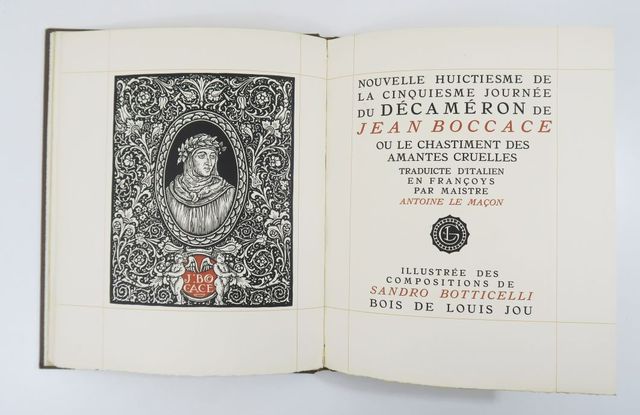 J·BO
CACE
NOUVELLE HUICTIESME DE
LA CINQUIESME JOURNÉE
DU DÉCAMÉRON DE
JEAN BOCCACE
OU LE CHASTIMENT DES
AMANTES CRUELLES
TRADUICTE D'ITALIEN
EN FRANÇOYS
PAR MAISTRE
ANTOINE LE MAÇON
ILLUSTRÉE DES
COMPOSITIONS DE
SANDRO BOTTICELLI
BOIS DE LOUIS JOU